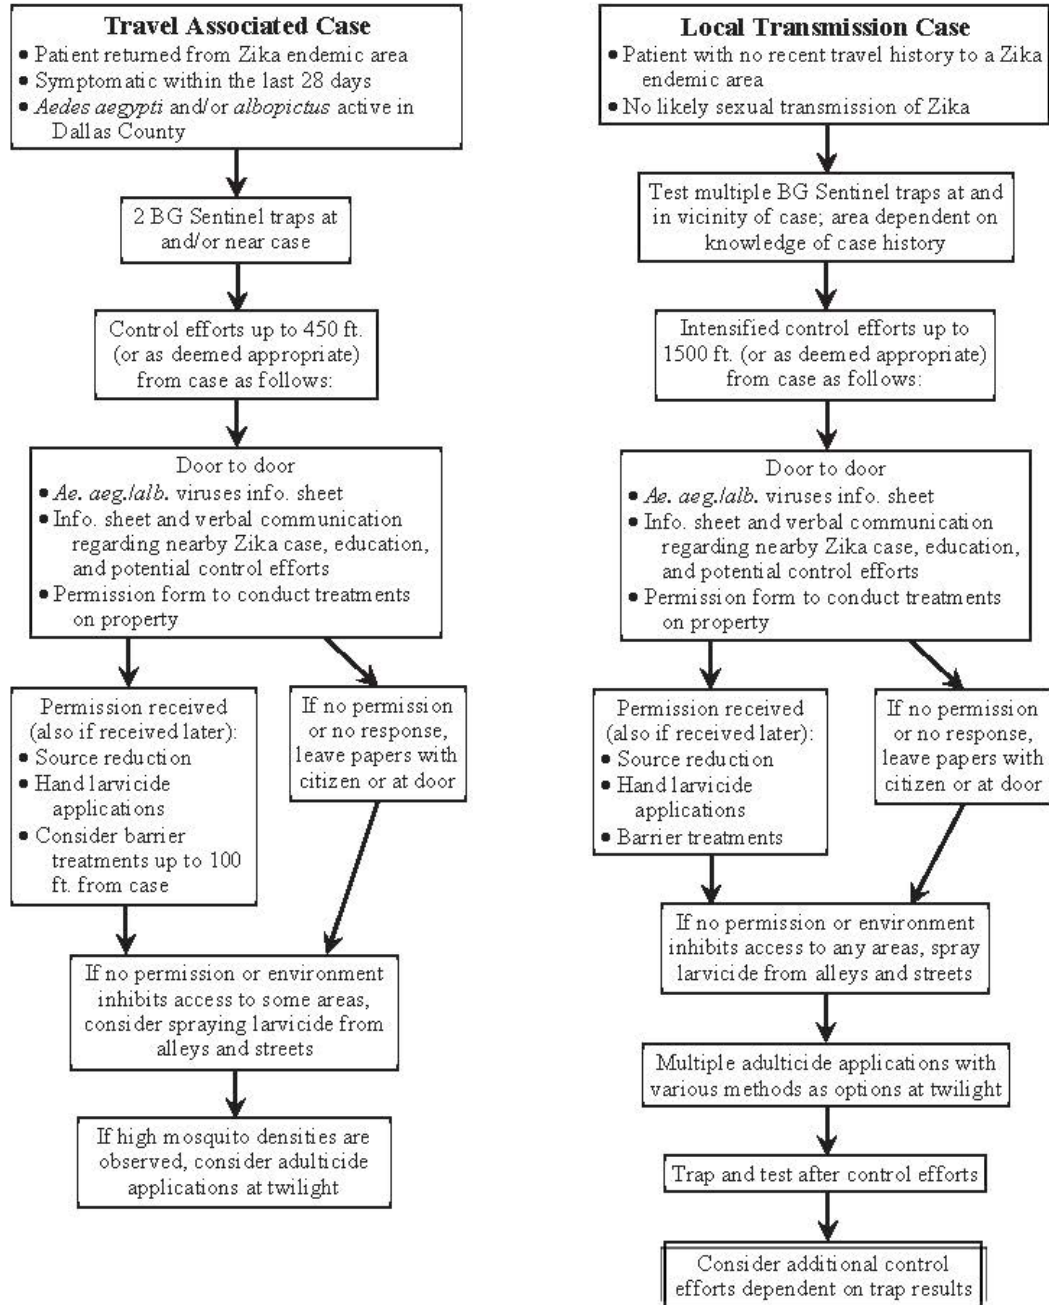 Travel Associated Case
● Patient returned from Zika endemic area
● Symptomatic within the last 28 days
● Aedes aegypti and/or albopictus active in
Dallas County
2 BG Sentinel traps at
and/or near case
Control efforts up to 450 ft.
(or as deemed appropriate)
from case as follows:
Door to door
● Ae. aeg./alb. viruses info. sheet
● Info. sheet and verbal communication
regarding nearby Zika case, education,
and potential control efforts
● Permission form to conduct treatments
on property
Permission received
(also if received later):
● Source reduction
● Hand larvicide
applications
● Consider barrier
treatments up to 100
ft. from case
If no permission
or no response,
leave papers with
citizen or at door
If no permission or environment
inhibits access to some areas,
consider spraying larvicide from
alleys and streets
If high mosquito densities are
observed, consider adulticide
applications at twilight
Local Transmission Case
● Patient with no recent travel history to a Zika
endemic area
● No likely sexual transmission of Zika
Test multiple BG Sentinel traps at and
in vicinity of case; area dependent on
knowledge of case history
Intensified control efforts up to
1500 ft. (or as deemed appropriate)
from case as follows:
Door to door
● Ae. aeg./alb. viruses info. sheet
● Info. sheet and verbal communication
regarding nearby Zika case, education,
and potential control efforts
● Permission form to conduct treatments
on property
Permission received
(also if received later):
● Source reduction
● Hand larvicide
applications
● Barrier treatments
If no permission
or no response,
leave papers with
citizen or at door
If no permission or environment
inhibits access to any areas, spray
larvicide from alleys and streets
Multiple adulticide applications with
various methods as options at twilight
Trap and test after control efforts
Consider additional control
efforts dependent on trap results